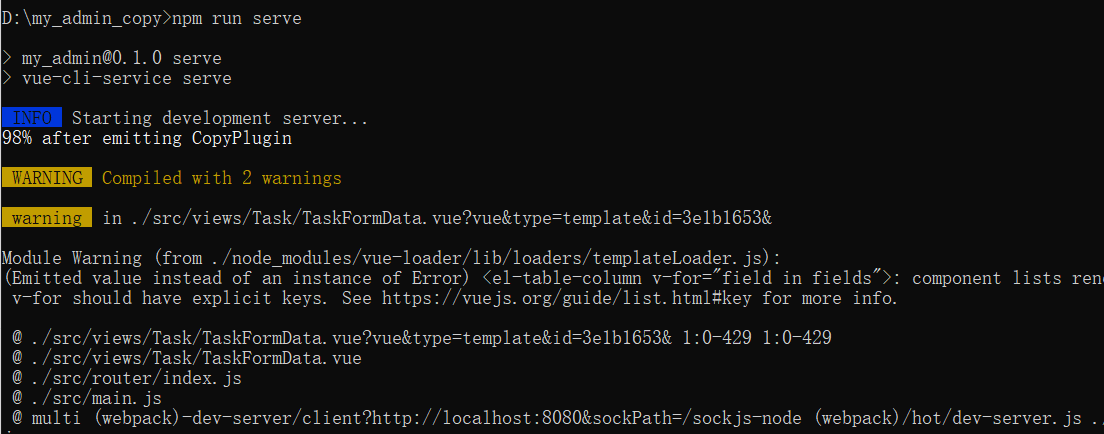 D:\my_admin_copy>npm run serve
> my_admin@0.1.0 serve
> vue-cli-service serve
INFO Starting development server...
98% after emitting CopyPlugin
WARNING Compiled with 2 warnings
warning in ./src/views/Task/TaskFormData.vue?vue&type=template&id=3e1b1653&
Module Warning (from ./node_modules/vue-loader/lib/loaders/templateLoader.js):
(Emitted value instead of an instance of Error) <el-table-column v-for="field in fields">: component lists ren
v-for should have explicit keys. See https://vuejs.org/guide/list.html#key for more info.
@ ./src/views/Task/TaskFormData.vue?vue&type=template&id=3e1b1653& 1:0-429 1:0-429
@ ./src/views/Task/TaskFormData.vue
@ ./src/router/index.js
@ ./src/main.js
@ multi (webpack)-dev-server/client?http://localhost:8080&sockPath=/sockjs-node (webpack)/hot/dev-server.js ./